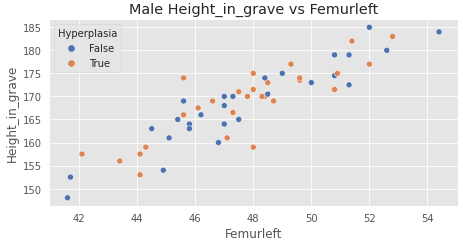 Male Height_in_grave vs Femurleft
Hyperplasia
False
True
Height_in_grave
185
180
175
170
165
160
155
150
42 44 46 48 50 52 54
Femurleft